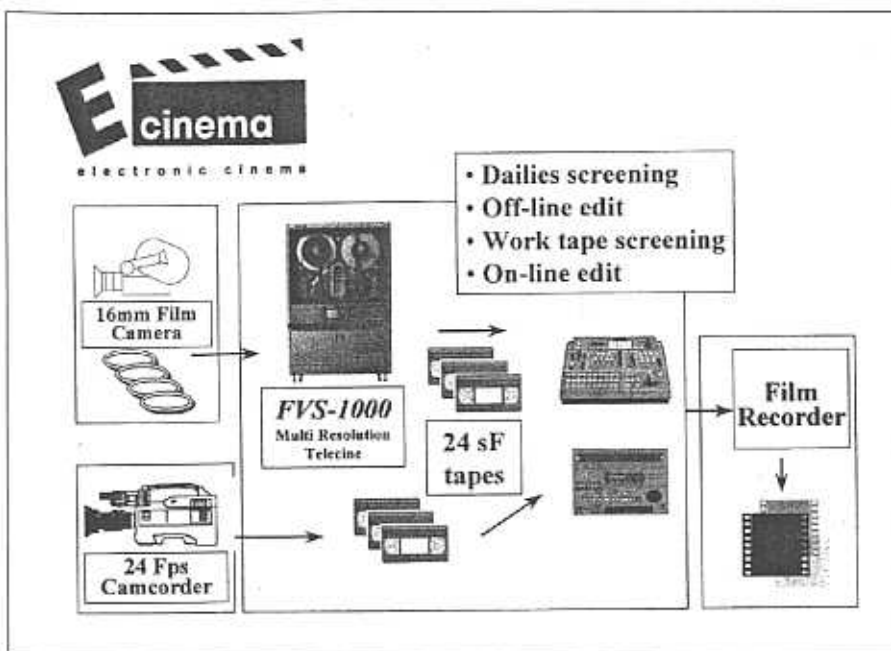 E cinema
electronic cinema
• Dailies screening
• Off-line edit
• Work tape screening
• On-line edit
16mm Film
Camera
FVS-1000
Multi Resolution
Telecine
24 sF
tapes
24 Fps
Camcorder
Film
Recorder